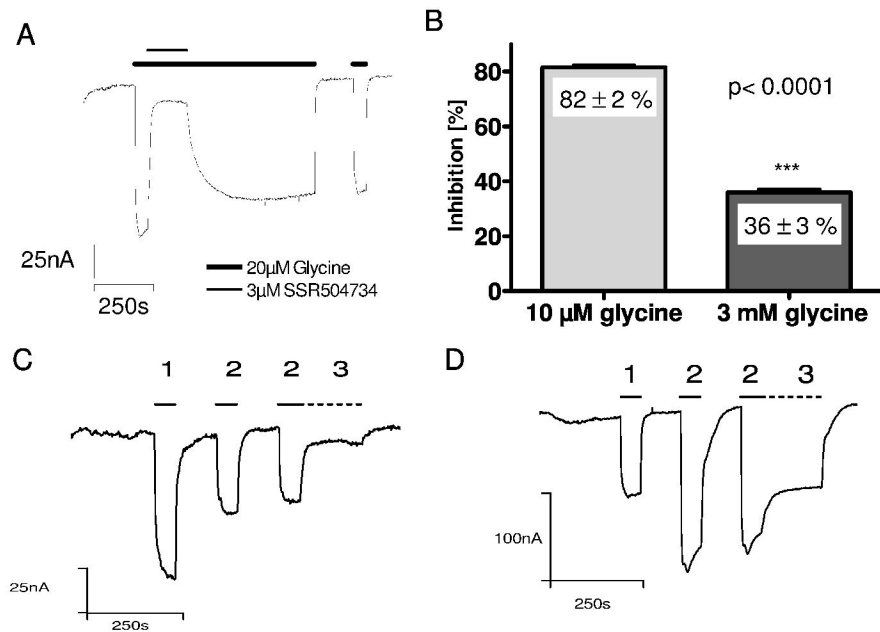 A
25nA
250s
20µM Glycine
3µM SSR504734
B
Inhibition [%]
80
60
40
20
0
82 ± 2 %
p< 0.0001
***
36 ± 3 %
10 µM glycine
3 mM glycine
C
1 2 2 3
25nA
250s
D
1 2 2 3
100nA
250s